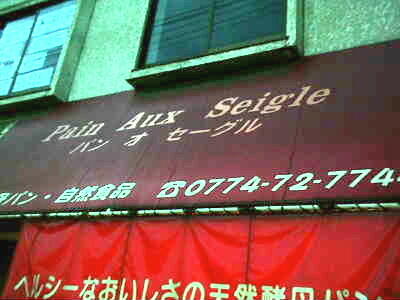 Pain Aux Seigle
パン オ セーグル
パン・自然食品 ☎0774-72-774
ヘルシーなおいしさの天然酵母パン